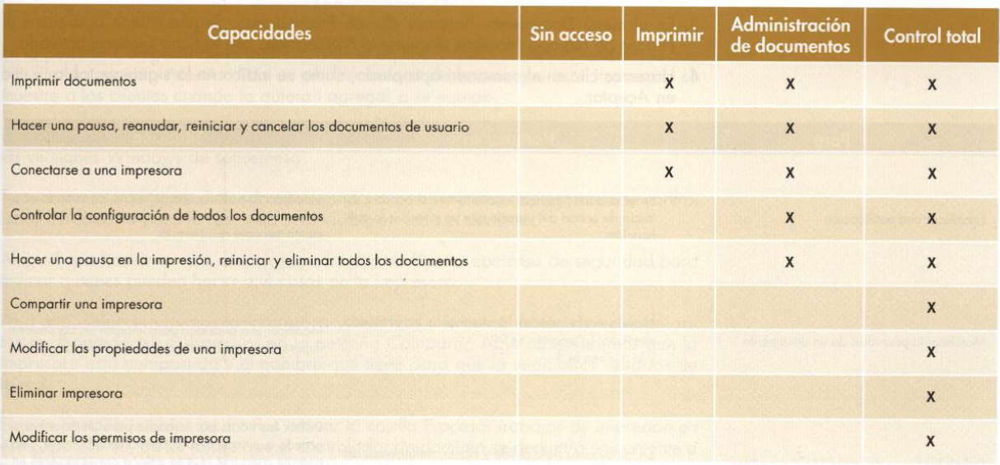 Capacidades Sin acceso Imprimir Administración de documentos Control total
Imprimir documentos X X X
Hacer una pausa, reanudar, reiniciar y cancelar los documentos de usuario X X X
Conectarse a una impresora X X X
Controlar la configuración de todos los documentos X X
Hacer una pausa en la impresión, reiniciar y eliminar todos los documentos X X
Compartir una impresora X
Modificar las propiedades de una impresora X
Eliminar impresora X
Modificar los permisos de impresora X